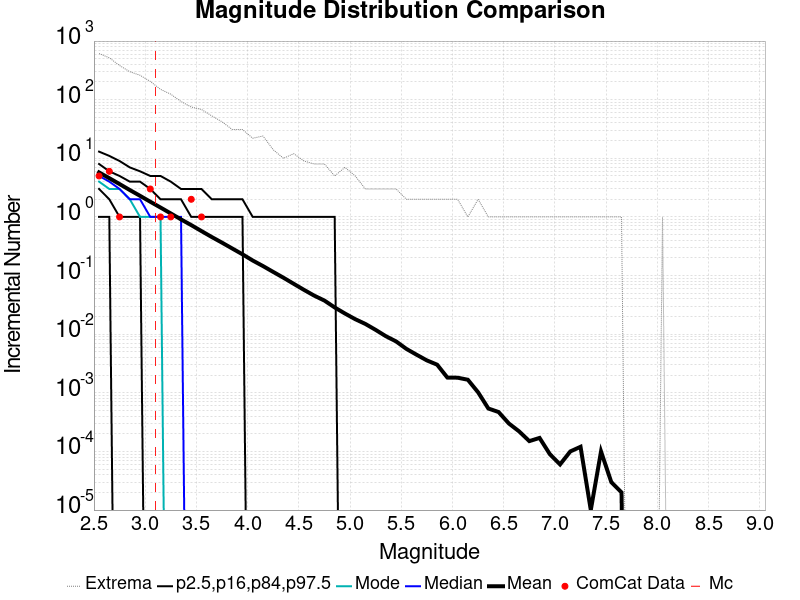 Magnitude Distribution Comparison
10^3
10^2
10^1
10^0
10^-1
10^-2
10^-3
10^-4
10^-5
Incremental Number
2.5 3.0 3.5 4.0 4.5 5.0 5.5 6.0 6.5 7.0 7.5 8.0 8.5 9.0
Magnitude
Extrema p2.5,p16,p84,p97.5 Mode Median Mean ComCat Data Mc